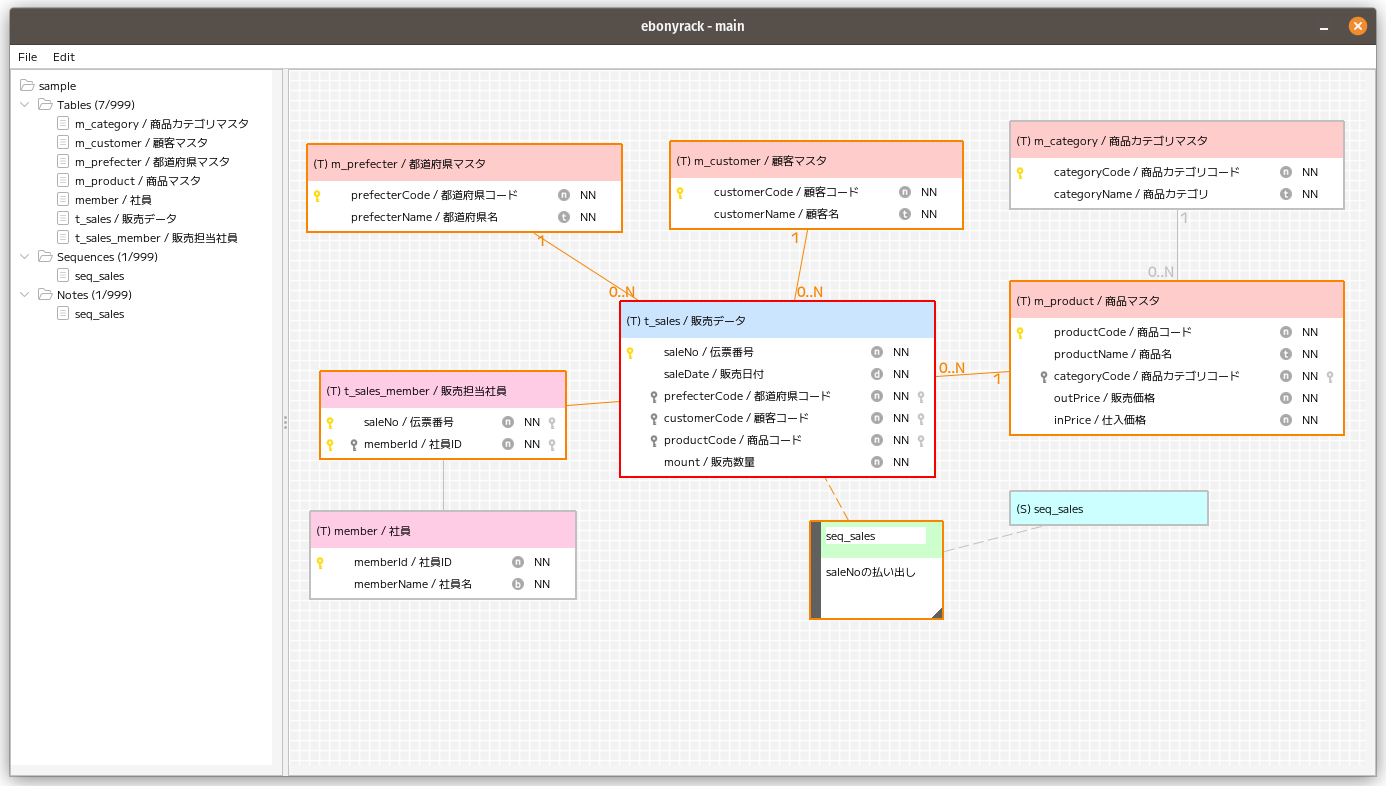 ebonyrack - main
File Edit
sample
Tables (7/999)
m_category / 商品カテゴリマスタ
m_customer / 顧客マスタ
m_prefecter / 都道府県マスタ
m_product / 商品マスタ
member / 社員
t_sales / 販売データ
t_sales_member / 販売担当社員
Sequences (1/999)
seq_sales
Notes (1/999)
seq_sales
(T) m_prefecter / 都道府県マスタ
prefecterCode / 都道府県コード n NN
prefecterName / 都道府県名 t NN
1
0..N
(T) m_customer / 顧客マスタ
customerCode / 顧客コード n NN
customerName / 顧客名 t NN
1
0..N
(T) m_category / 商品カテゴリマスタ
categoryCode / 商品カテゴリコード n NN
categoryName / 商品カテゴリ t NN
1
0..N
(T) t_sales / 販売データ
saleNo / 伝票番号 n NN
saleDate / 販売日付 d NN
prefecterCode / 都道府県コード n NN
customerCode / 顧客コード n NN
productCode / 商品コード n NN
mount / 販売数量 n NN
0..N
1
(T) m_product / 商品マスタ
productCode / 商品コード n NN
productName / 商品名 t NN
categoryCode / 商品カテゴリコード n NN
outPrice / 販売価格 n NN
inPrice / 仕入価格 n NN
(T) t_sales_member / 販売担当社員
saleNo / 伝票番号 n NN
memberId / 社員ID n NN
(T) member / 社員
memberId / 社員ID n NN
memberName / 社員名 b NN
seq_sales
saleNoの払い出し
(S) seq_sales